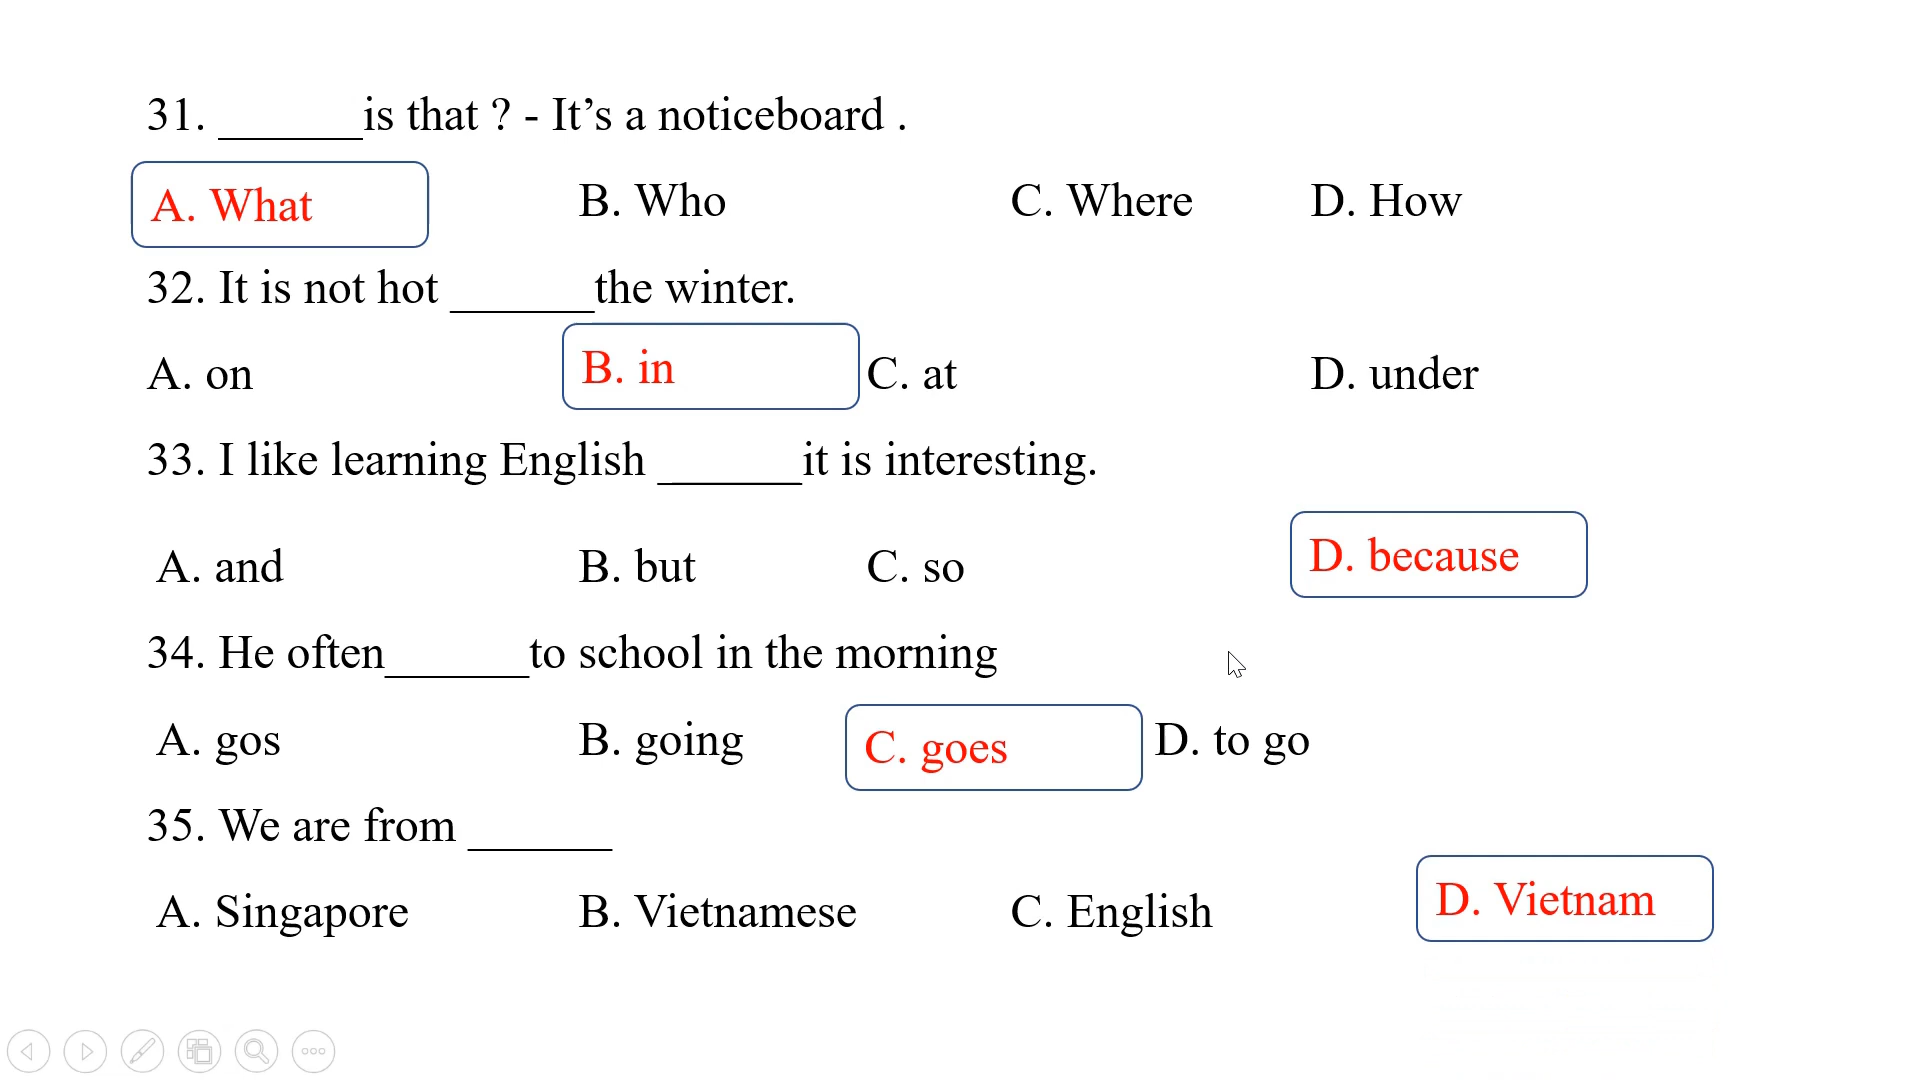 31. ______is that ? - It’s a noticeboard .
A. What B. Who C. Where D. How
32. It is not hot ______the winter.
A. on B. in C. at D. under
33. I like learning English ______it is interesting.
A. and B. but C. so D. because
34. He often______to school in the morning
A. gos B. going C. goes D. to go
35. We are from ______
A. Singapore B. Vietnamese C. English D. Vietnam